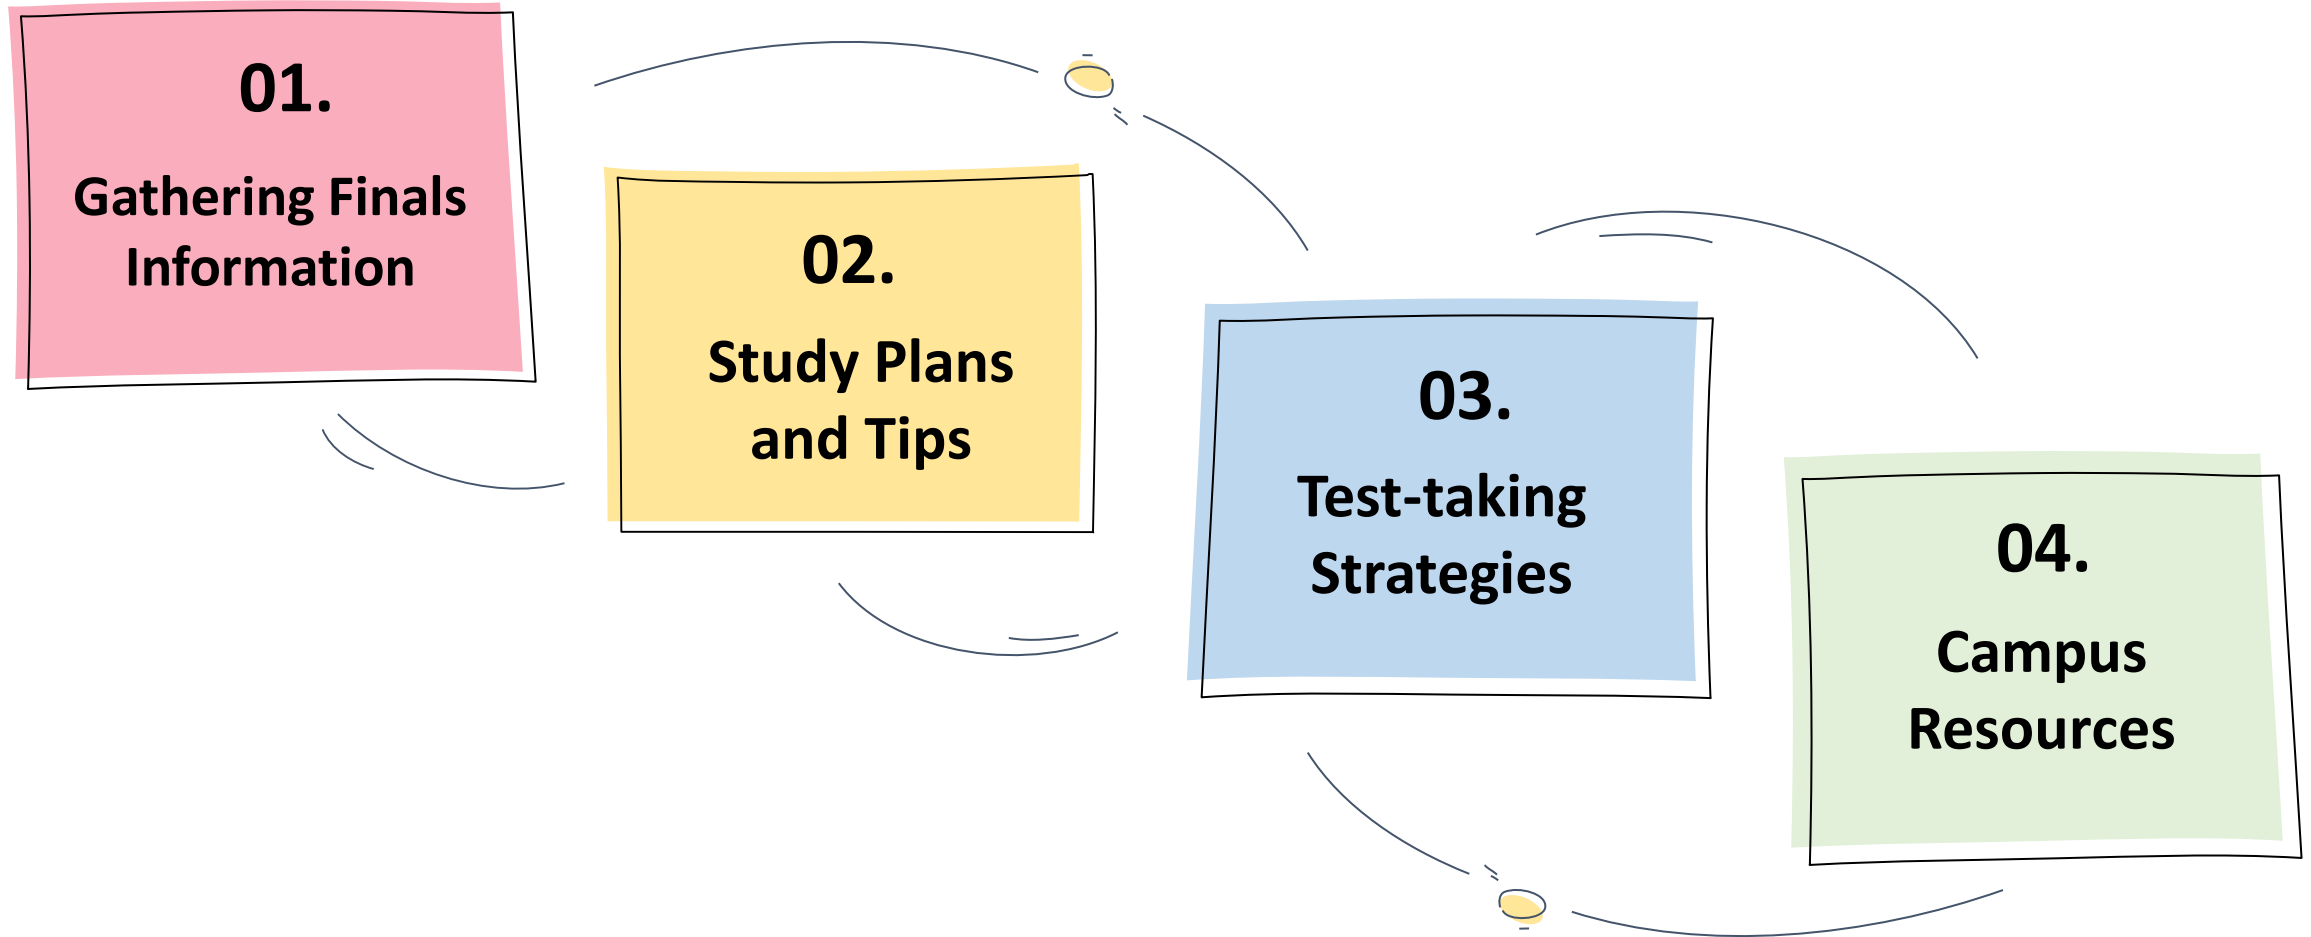 01.
Gathering Finals
Information
02.
Study Plans
and Tips
03.
Test-taking
Strategies
04.
Campus
Resources